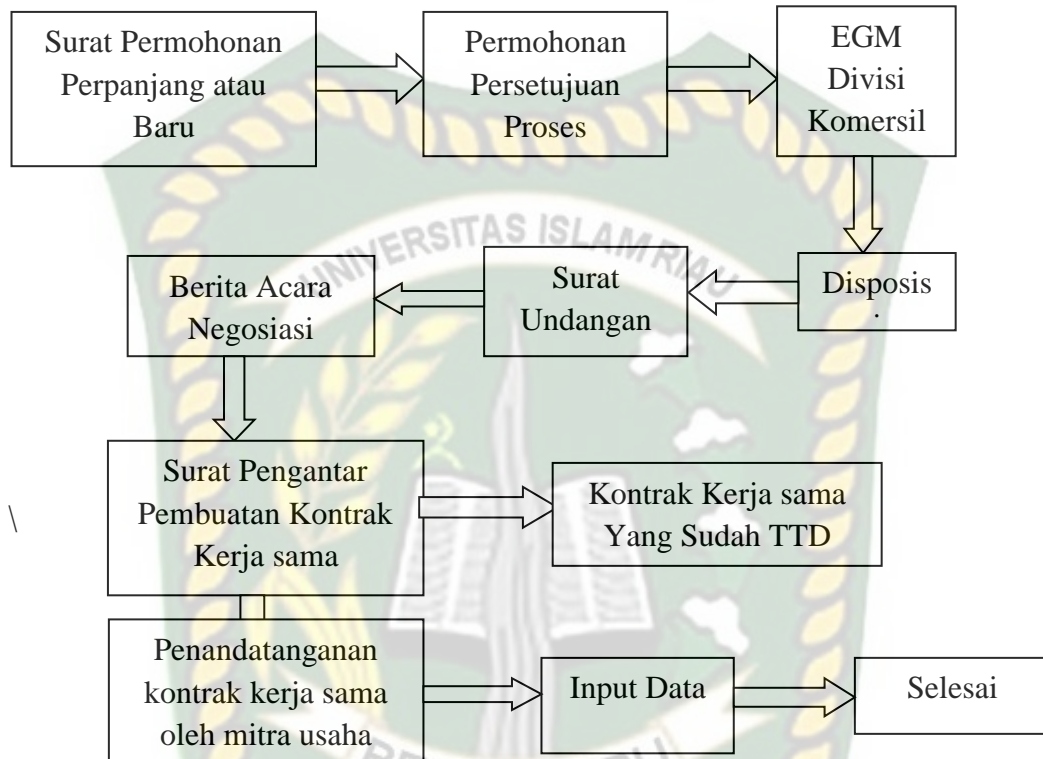 Surat Permohonan
Perpanjang atau
Baru
Permohonan
Persetujuan
Proses
EGM
Divisi
Komersil
UNIVERSITAS ISLAM RIAU
Berita Acara
Negosiasi
Surat
Undangan
Disposis
Surat Pengantar
Pembuatan Kontrak
Kerja sama
Kontrak Kerja sama
Yang Sudah TTD
\
Penandatanganan
kontrak kerja sama
oleh mitra usaha
Input Data
Selesai